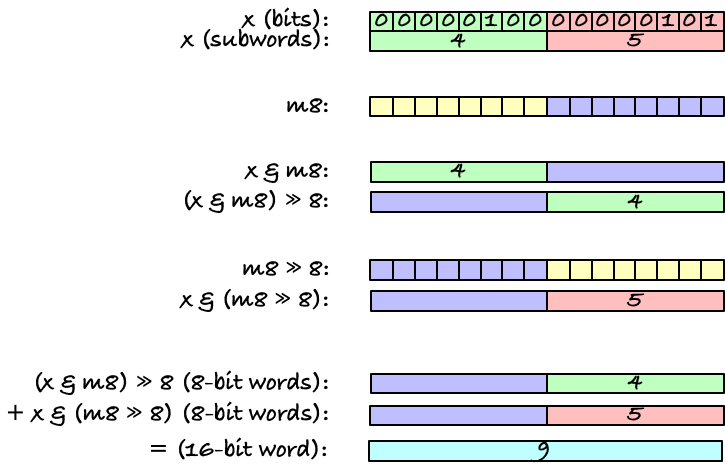 x (bits): 0 0 0 0 0 1 0 0 0 0 0 0 0 1 0 1
x (subwords): 4 5
m8:
x & m8: 4
(x & m8) >> 8: 4
m8 >> 8:
x & (m8 >> 8): 5
(x & m8) >> 8 (8-bit words): 4
+ x & (m8 >> 8) (8-bit words): 5
= (16-bit word): 9